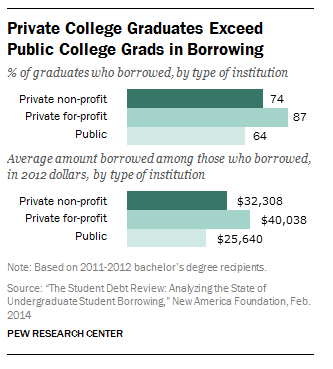 Private College Graduates Exceed
Public College Grads in Borrowing
% of graduates who borrowed, by type of institution
Private non-profit 74
Private for-profit 87
Public 64
Average amount borrowed among those who borrowed,
in 2012 dollars, by type of institution
Private non-profit $32,308
Private for-profit $40,038
Public $25,640
Note: Based on 2011-2012 bachelor's degree recipients.
Source: "The Student Debt Review: Analyzing the State of
Undergraduate Student Borrowing," New America Foundation, Feb.
2014
PEW RESEARCH CENTER